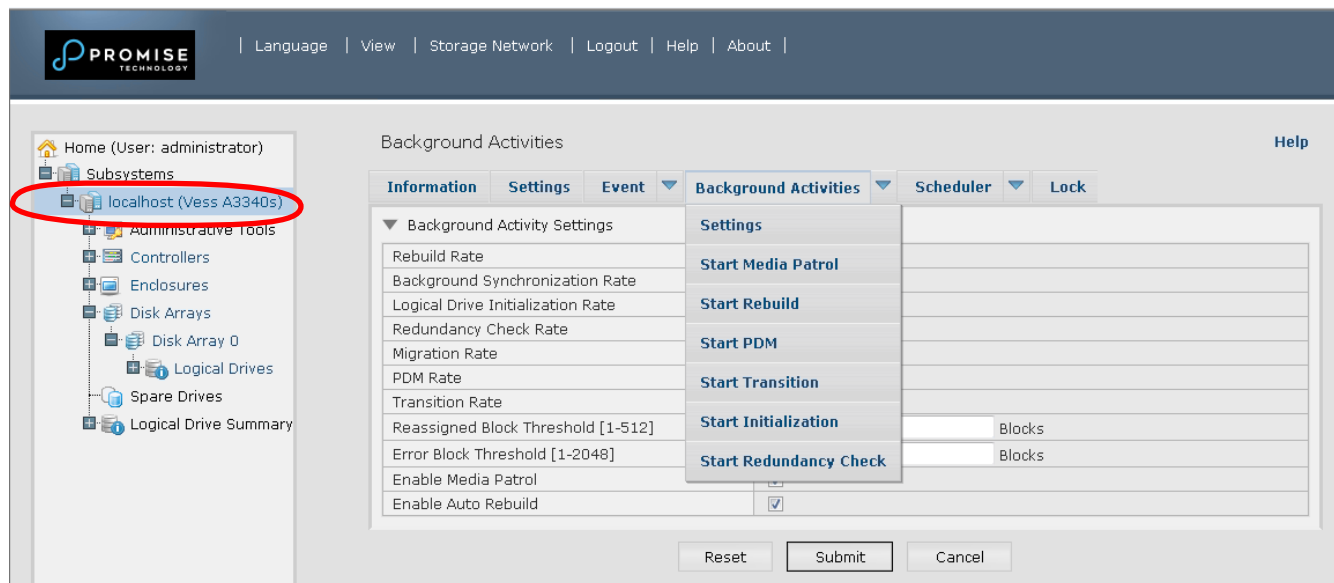 PROMISE
TECHNOLOGY
| Language | View | Storage Network | Logout | Help | About |
Home (User: administrator)
Subsystems
localhost (Vess A3340s)
Administrative Tools
Controllers
Enclosures
Disk Arrays
Disk Array 0
Logical Drives
Spare Drives
Logical Drive Summary
Background Activities
Help
Information Settings Event Background Activities Scheduler Lock
Background Activity Settings
Rebuild Rate
Background Synchronization Rate
Logical Drive Initialization Rate
Redundancy Check Rate
Migration Rate
PDM Rate
Transition Rate
Reassigned Block Threshold [1-512] Blocks
Error Block Threshold [1-2048] Blocks
Enable Media Patrol
Enable Auto Rebuild
Settings
Start Media Patrol
Start Rebuild
Start PDM
Start Transition
Start Initialization
Start Redundancy Check
Reset Submit Cancel